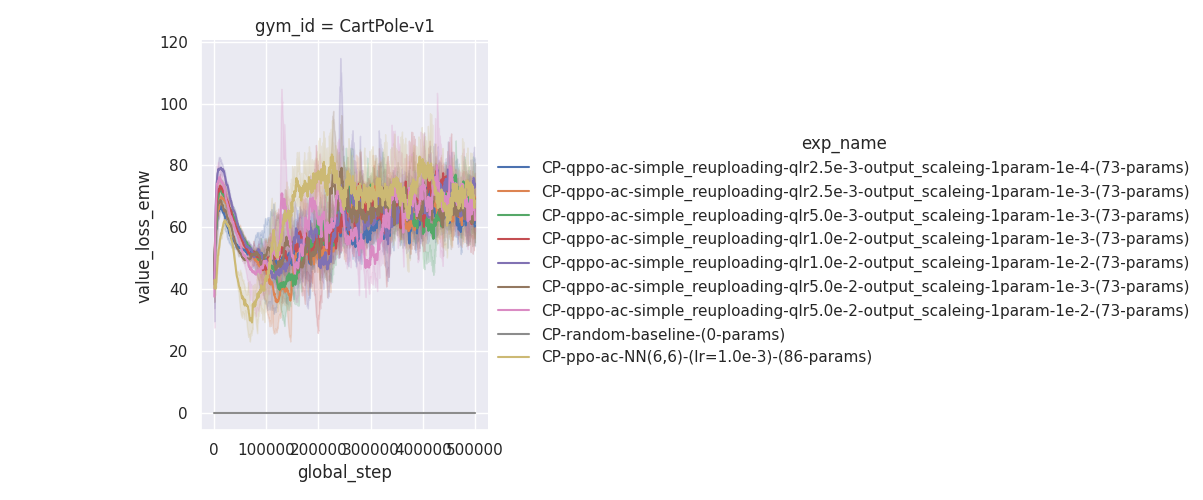 gym_id = CartPole-v1
120
100
80
60
40
20
0
value_loss_emw
0 100000 200000 300000 400000 500000
global_step
exp_name
CP-qppo-ac-simple_reuploading-qlr2.5e-3-output_scaleing-1param-1e-4-(73-params)
CP-qppo-ac-simple_reuploading-qlr2.5e-3-output_scaleing-1param-1e-3-(73-params)
CP-qppo-ac-simple_reuploading-qlr5.0e-3-output_scaleing-1param-1e-3-(73-params)
CP-qppo-ac-simple_reuploading-qlr1.0e-2-output_scaleing-1param-1e-3-(73-params)
CP-qppo-ac-simple_reuploading-qlr1.0e-2-output_scaleing-1param-1e-2-(73-params)
CP-qppo-ac-simple_reuploading-qlr5.0e-2-output_scaleing-1param-1e-3-(73-params)
CP-qppo-ac-simple_reuploading-qlr5.0e-2-output_scaleing-1param-1e-2-(73-params)
CP-random-baseline-(0-params)
CP-ppo-ac-NN(6,6)-(lr=1.0e-3)-(86-params)